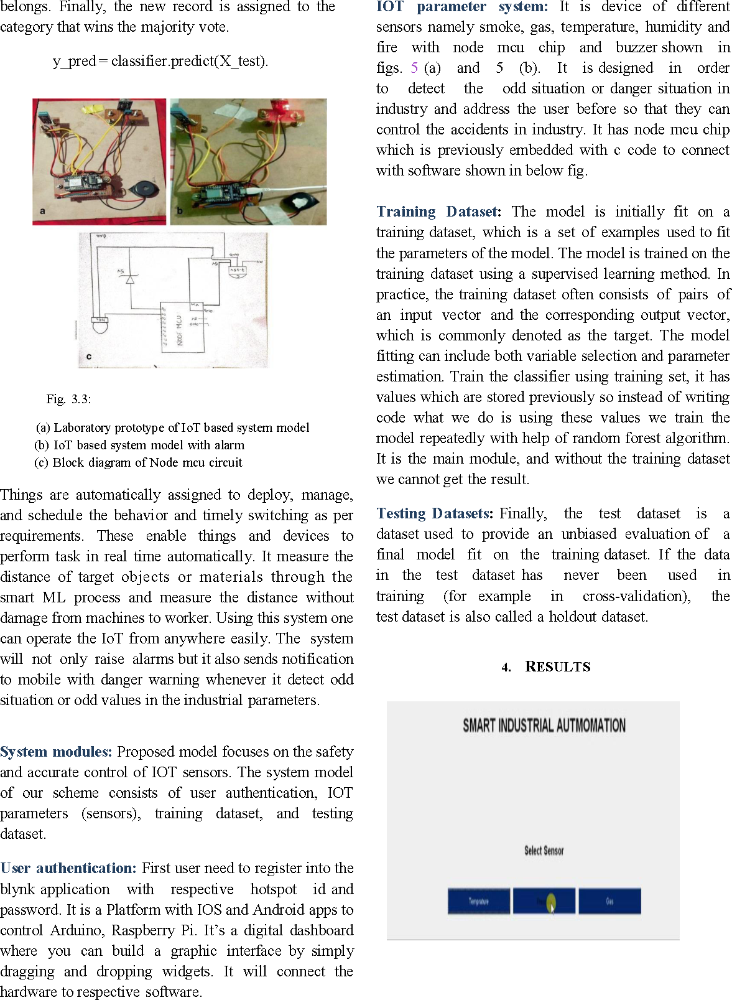 belongs. Finally, the new record is assigned to the
category that wins the majority vote.
y_pred = classifier.predict(X_test).
a
b
GND
5V
GND
5V
7-25V
Vin
GND
5V
GND
NODE MCU
c
Fig. 3.3:
(a) Laboratory prototype of IoT based system model
(b) IoT based system model with alarm
(c) Block diagram of Node mcu circuit
Things are automatically assigned to deploy, manage,
and schedule the behavior and timely switching as per
requirements. These enable things and devices to
perform task in real time automatically. It measure the
distance of target objects or materials through the
smart ML process and measure the distance without
damage from machines to worker. Using this system one
can operate the IoT from anywhere easily. The system
will not only raise alarms but it also sends notification
to mobile with danger warning whenever it detect odd
situation or odd values in the industrial parameters.
System modules: Proposed model focuses on the safety
and accurate control of IOT sensors. The system model
of our scheme consists of user authentication, IOT
parameters (sensors), training dataset, and testing
dataset.
User authentication: First user need to register into the
blynk application with respective hotspot id and
password. It is a Platform with IOS and Android apps to
control Arduino, Raspberry Pi. It’s a digital dashboard
where you can build a graphic interface by simply
dragging and dropping widgets. It will connect the
hardware to respective software.
IOT parameter system: It is device of different
sensors namely smoke, gas, temperature, humidity and
fire with node mcu chip and buzzer shown in
figs. 5 (a) and 5 (b). It is designed in order
to detect the odd situation or danger situation in
industry and address the user before so that they can
control the accidents in industry. It has node mcu chip
which is previously embedded with c code to connect
with software shown in below fig.
Training Dataset: The model is initially fit on a
training dataset, which is a set of examples used to fit
the parameters of the model. The model is trained on the
training dataset using a supervised learning method. In
practice, the training dataset often consists of pairs of
an input vector and the corresponding output vector,
which is commonly denoted as the target. The model
fitting can include both variable selection and parameter
estimation. Train the classifier using training set, it has
values which are stored previously so instead of writing
code what we do is using these values we train the
model repeatedly with help of random forest algorithm.
It is the main module, and without the training dataset
we cannot get the result.
Testing Datasets: Finally, the test dataset is a
dataset used to provide an unbiased evaluation of a
final model fit on the training dataset. If the data
in the test dataset has never been used in
training (for example in cross-validation), the
test dataset is also called a holdout dataset.
4. RESULTS
SMART INDUSTRIAL AUTMOMATION
Select Sensor
Temprature
Gas